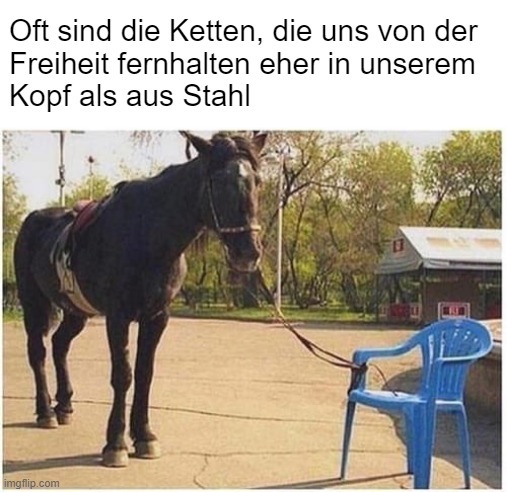 Oft sind die Ketten, die uns von der
Freiheit fernhalten eher in unserem
Kopf als aus Stahl
imgflip.com